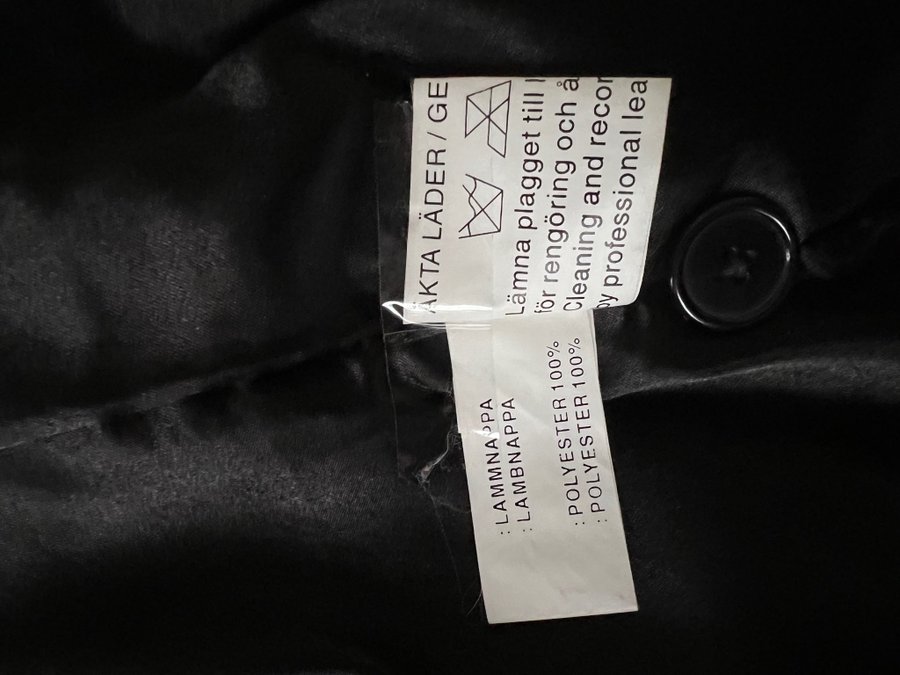 ÄKTA LÄDER / GE
Lämna plagget till
för rengöring och å
Cleaning and recor
by professional lea
: LAMMNAPPA
: LAMBNAPPA
: POLYESTER 100%
: POLYESTER 100%